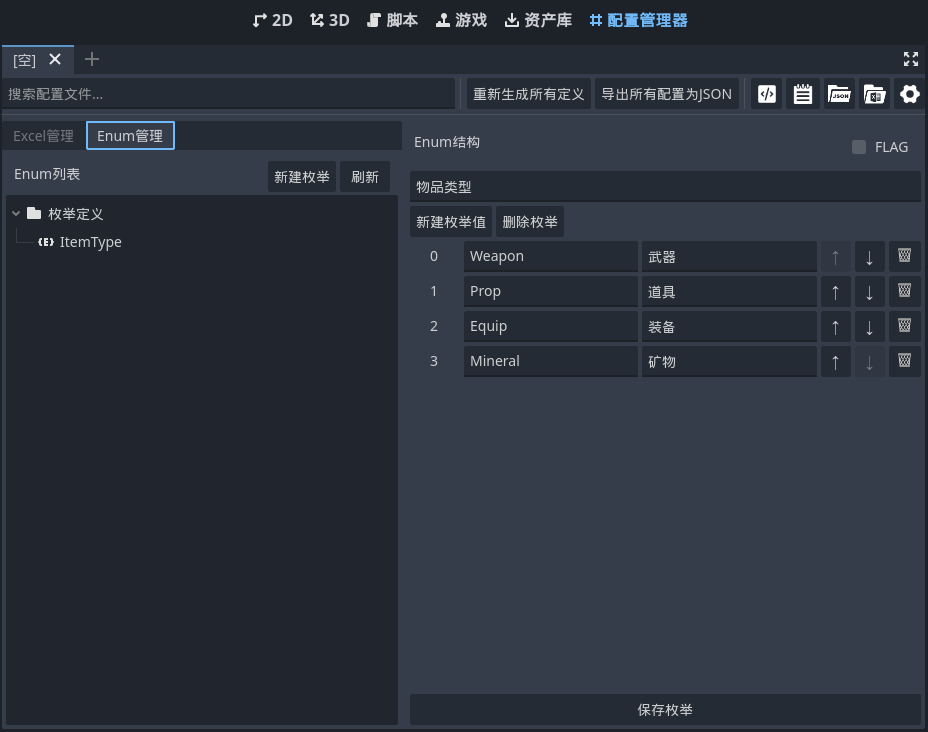 2D 3D 脚本 游戏 资产库 配置管理器
[空]
搜索配置文件... 重新生成所有定义 导出所有配置为JSON JSON
Excel管理 Enum管理
Enum列表 新建枚举 刷新
枚举定义
ItemType
Enum结构 FLAG
物品类型
新建枚举值 删除枚举
0 Weapon 武器 ↑ ↓
1 Prop 道具 ↑ ↓
2 Equip 装备 ↑ ↓
3 Mineral 矿物 ↑ ↓
保存枚举